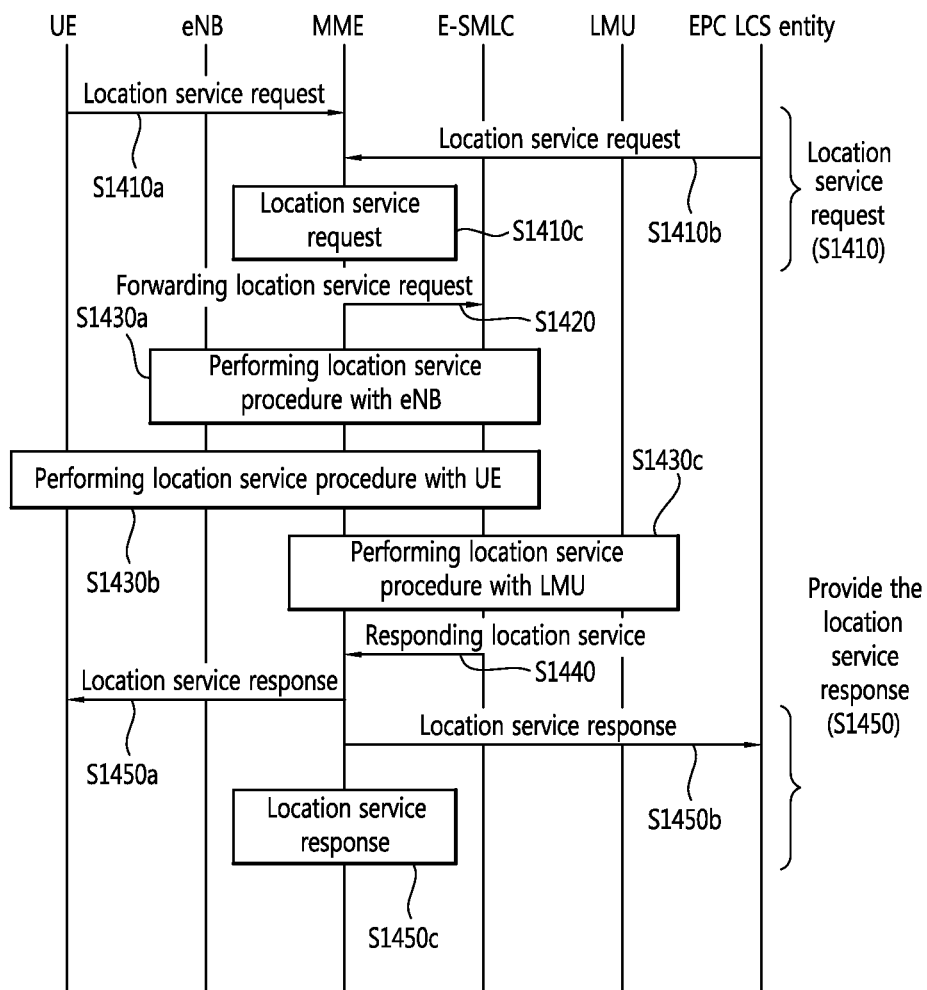 UE eNB MME E-SMLC LMU EPC LCS entity
Location service request
S1410a
Location service request
S1410b
Location service
request
S1410c
Location
service
request
(S1410)
Forwarding location service request
S1420
S1430a
Performing location service
procedure with eNB
Performing location service procedure with UE
S1430b
S1430c
Performing location service
procedure with LMU
Responding location service
S1440
Location service response
S1450a
Location service response
S1450b
Location service
response
S1450c
Provide the
location
service
response
(S1450)